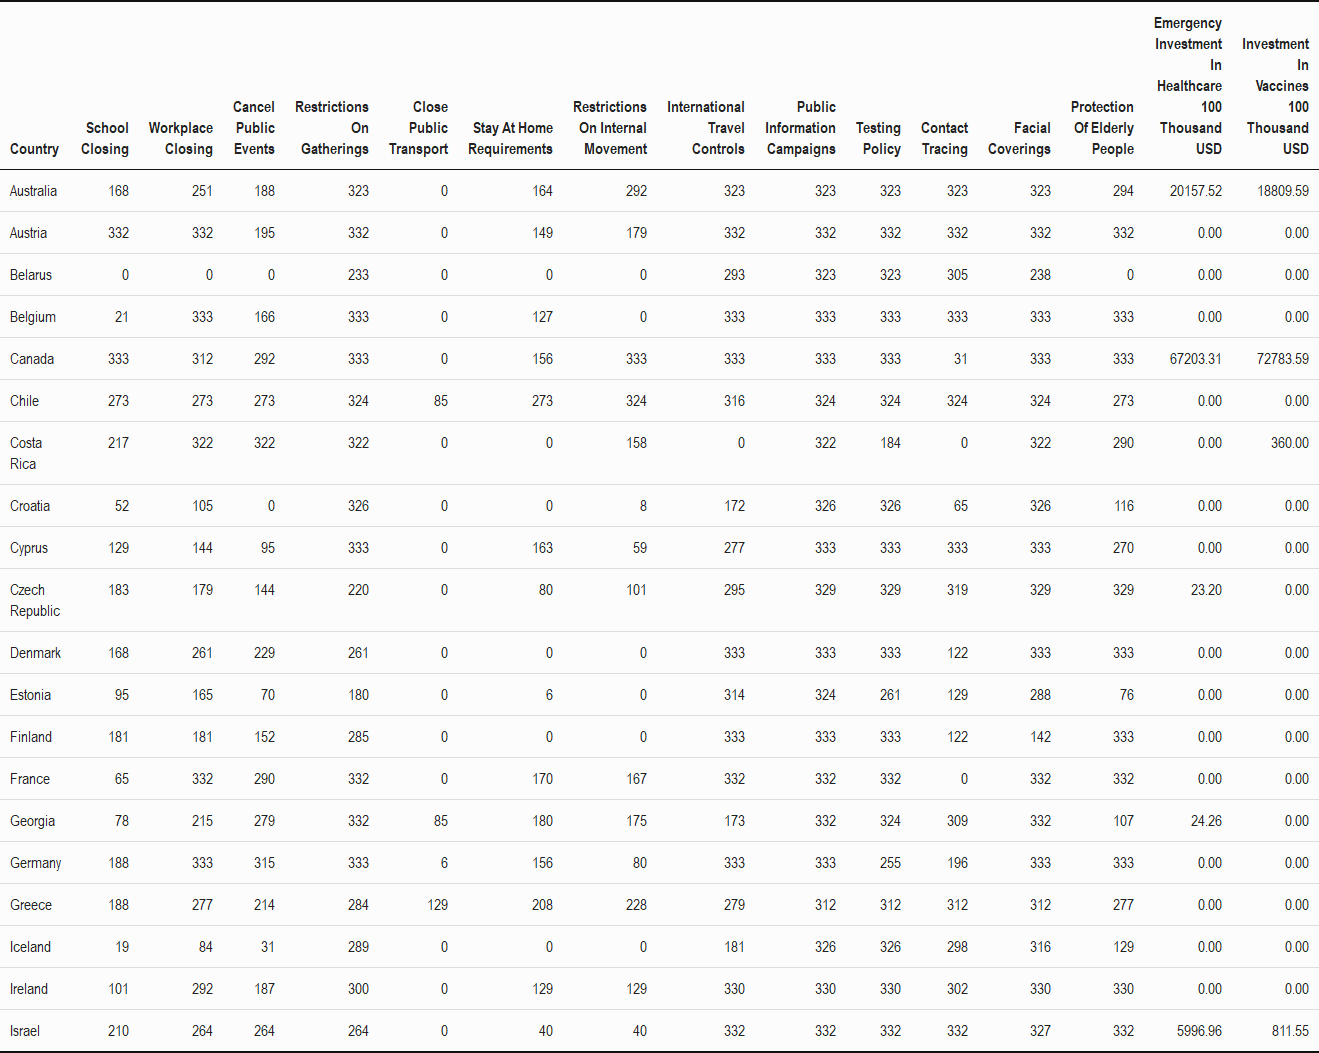 Emergency
Investment Investment
In In
Healthcare Vaccines
Cancel Restrictions Close Restrictions International Public Protection 100 100
School Workplace Public On Public Stay At Home On Internal Travel Information Testing Contact Facial Of Elderly Thousand Thousand
Country Closing Closing Events Gatherings Transport Requirements Movement Controls Campaigns Policy Tracing Coverings People USD USD
Australia 168 251 188 323 0 164 292 323 323 323 323 323 294 20157.52 18809.59
Austria 332 332 195 332 0 149 179 332 332 332 332 332 332 0.00 0.00
Belarus 0 0 0 233 0 0 0 293 323 323 305 238 0 0.00 0.00
Belgium 21 333 166 333 0 127 0 333 333 333 333 333 333 0.00 0.00
Canada 333 312 292 333 0 156 333 333 333 333 31 333 333 67203.31 72783.59
Chile 273 273 273 324 85 273 324 316 324 324 324 324 273 0.00 0.00
Costa 217 322 322 322 0 0 158 0 322 184 0 322 290 0.00 360.00
Rica
Croatia 52 105 0 326 0 0 8 172 326 326 65 326 116 0.00 0.00
Cyprus 129 144 95 333 0 163 59 277 333 333 333 333 270 0.00 0.00
Czech 183 179 144 220 0 80 101 295 329 329 319 329 329 23.20 0.00
Republic
Denmark 168 261 229 261 0 0 0 333 333 333 122 333 333 0.00 0.00
Estonia 95 165 70 180 0 6 0 314 324 261 129 288 76 0.00 0.00
Finland 181 181 152 285 0 0 0 333 333 333 122 142 333 0.00 0.00
France 65 332 290 332 0 170 167 332 332 332 0 332 332 0.00 0.00
Georgia 78 215 279 332 85 180 175 173 332 324 309 332 107 24.26 0.00
Germany 188 333 315 333 6 156 80 333 333 255 196 333 333 0.00 0.00
Greece 188 277 214 284 129 208 228 279 312 312 312 312 277 0.00 0.00
Iceland 19 84 31 289 0 0 0 181 326 326 298 316 129 0.00 0.00
Ireland 101 292 187 300 0 129 129 330 330 330 302 330 330 0.00 0.00
Israel 210 264 264 264 0 40 40 332 332 332 332 327 332 5996.96 811.55